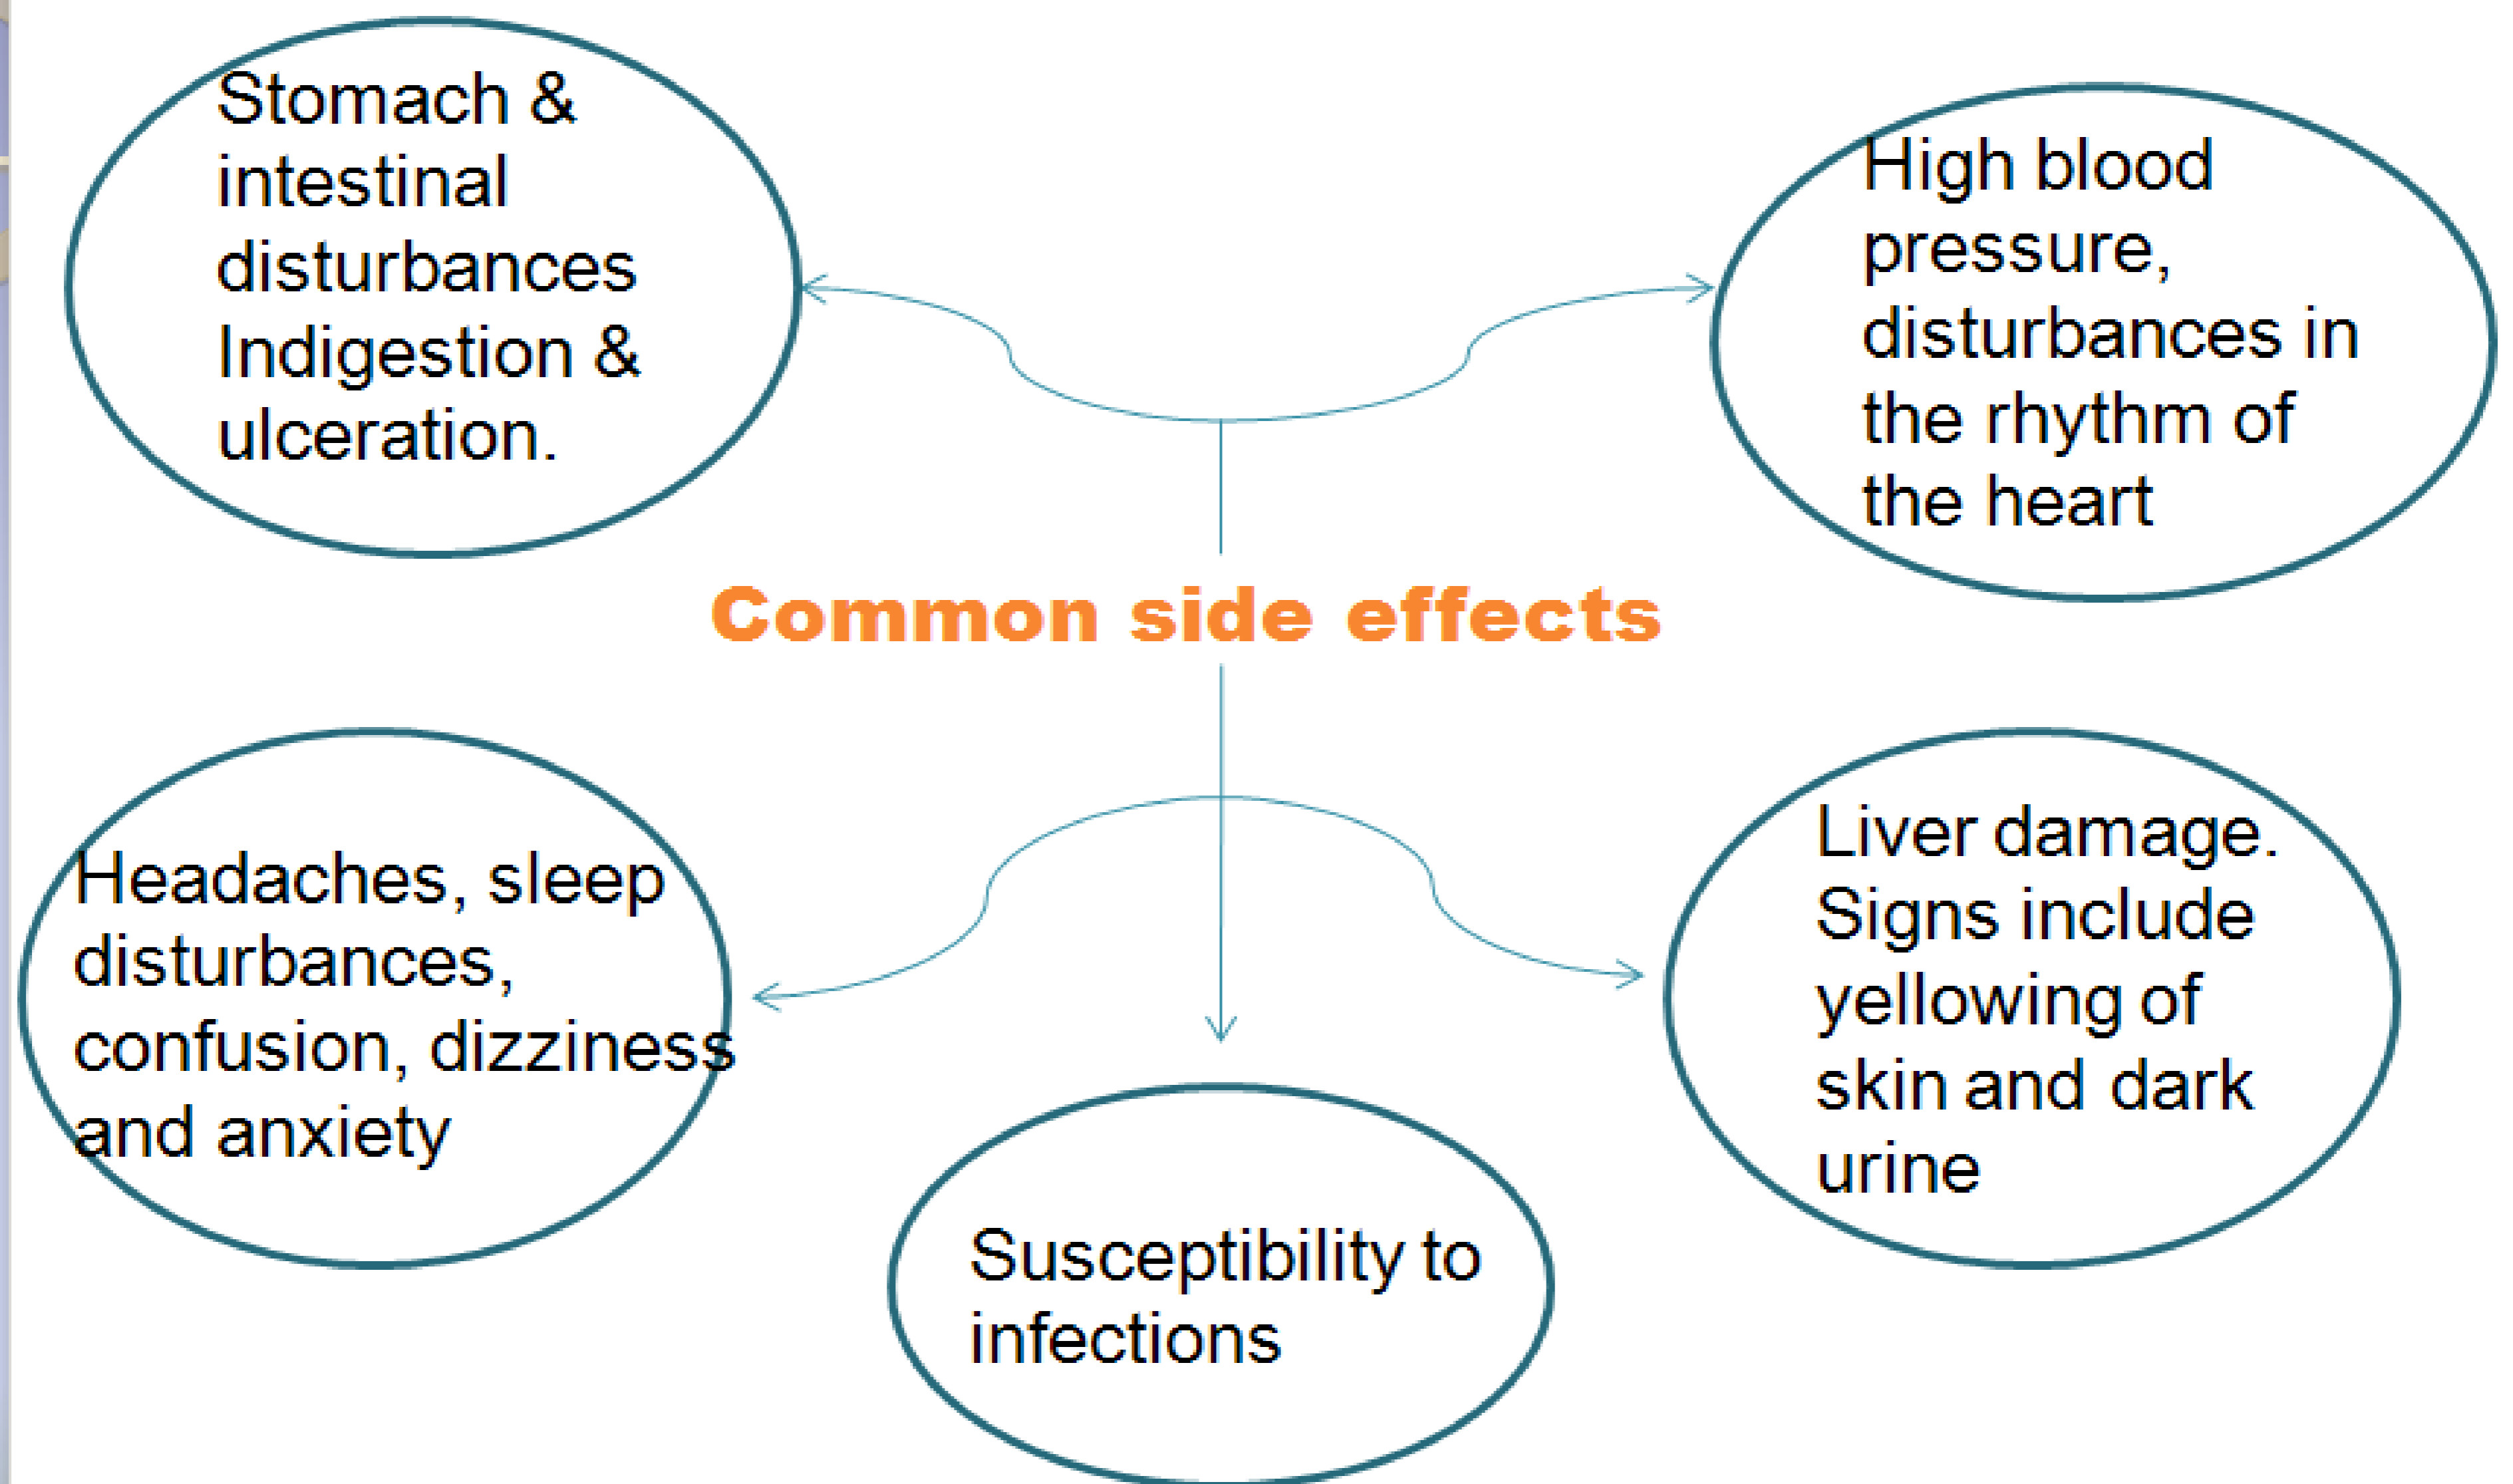 Stomach &
intestinal
disturbances
Indigestion &
ulceration.
High blood
pressure,
disturbances in
the rhythm of
the heart
Common side effects
Headaches, sleep
disturbances,
confusion, dizziness
and anxiety
Susceptibility to
infections
Liver damage.
Signs include
yellowing of
skin and dark
urine